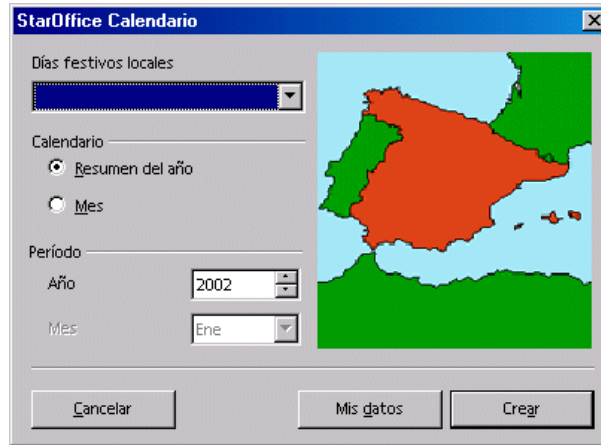 StarOffice Calendario
Días festivos locales
Calendario
Resumen del año
Mes
Período
Año
2002
Mes
Ene
Cancelar
Mis datos
Crear